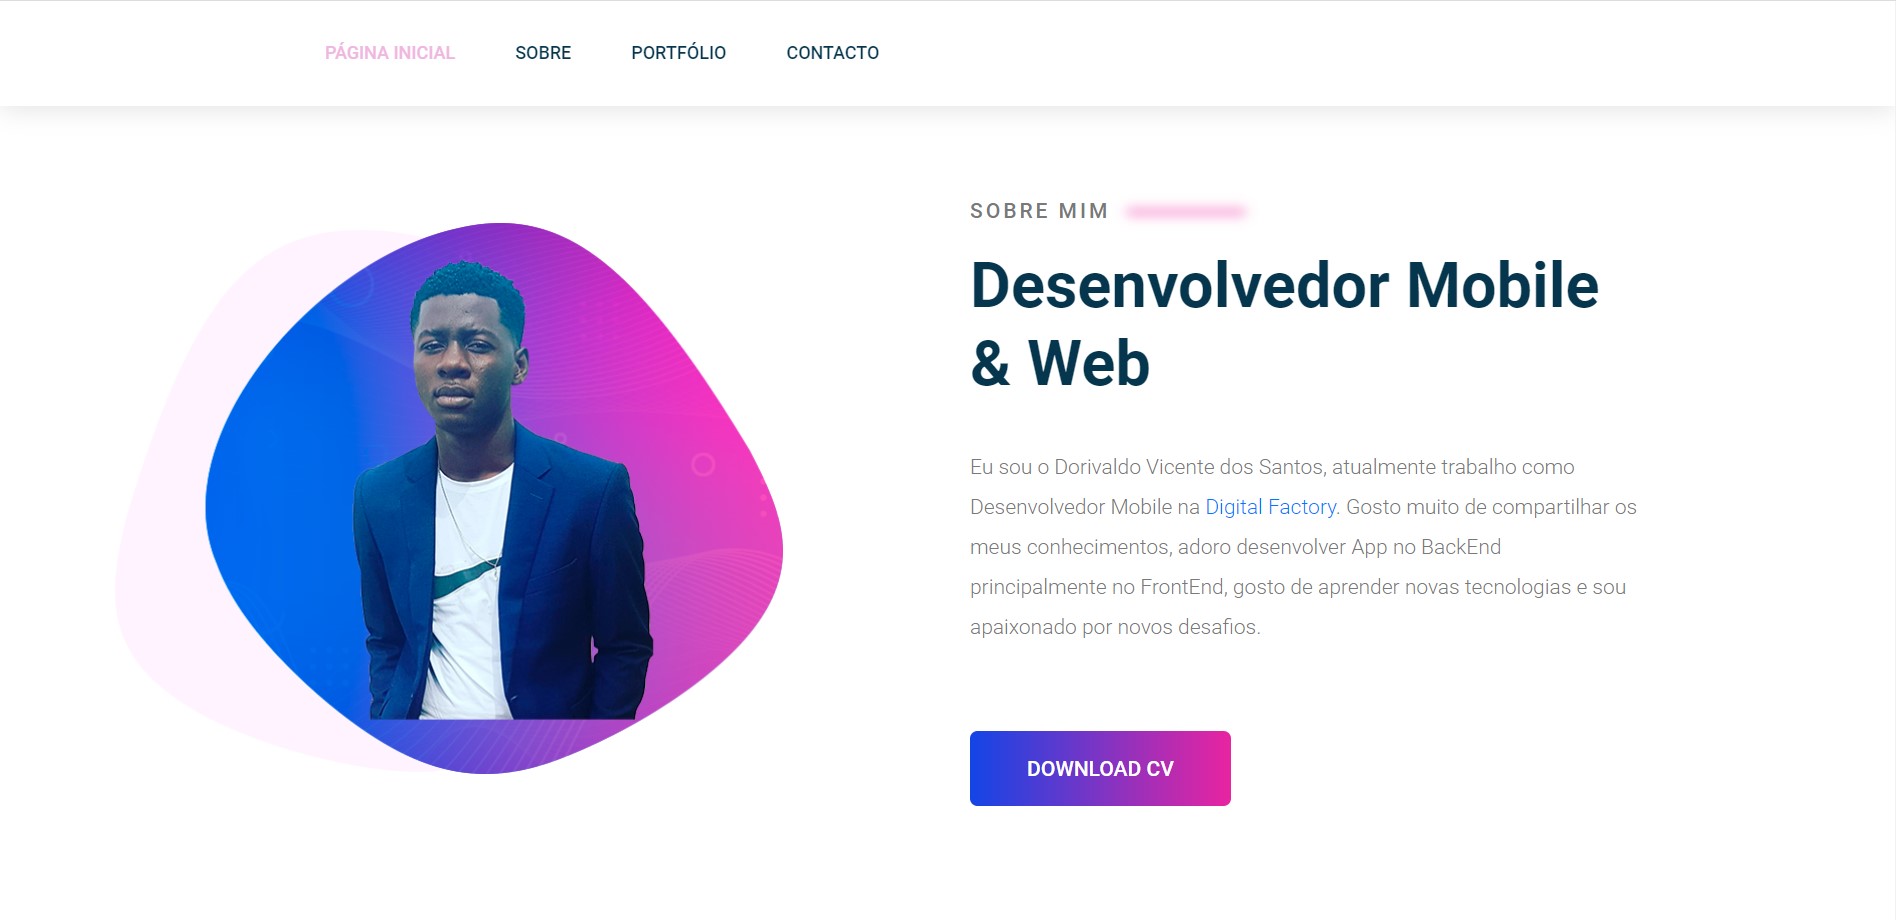 PÁGINA INICIAL SOBRE PORTFÓLIO CONTACTO
SOBRE MIM
Desenvolvedor Mobile
& Web
Eu sou o Dorivaldo Vicente dos Santos, atualmente trabalho como
Desenvolvedor Mobile na Digital Factory. Gosto muito de compartilhar os
meus conhecimentos, adoro desenvolver App no BackEnd
principalmente no FrontEnd, gosto de aprender novas tecnologias e sou
apaixonado por novos desafios.
DOWNLOAD CV